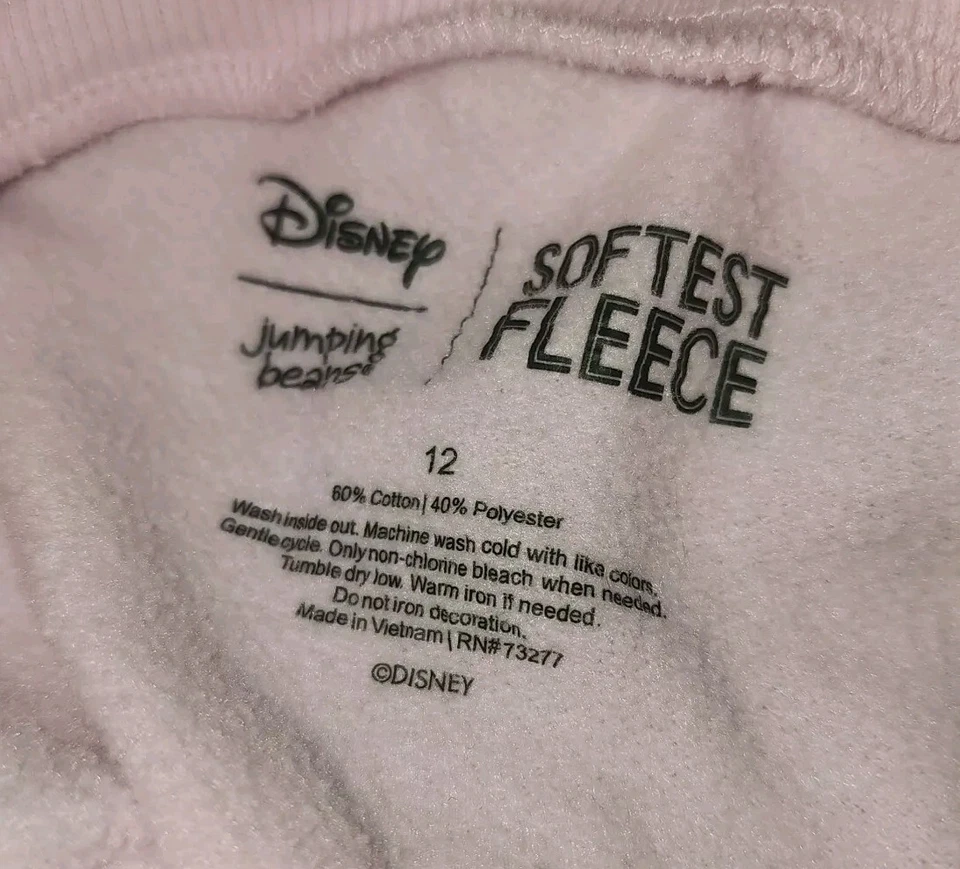 Disney
jumping
beans®
SOFTEST
FLEECE
12
60% Cotton | 40% Polyester
Wash inside out. Machine wash cold with like colors.
Gentle cycle. Only non-chlorine bleach when needed.
Tumble dry low. Warm iron if needed.
Do not iron decoration.
Made in Vietnam | RN#73277
©DISNEY